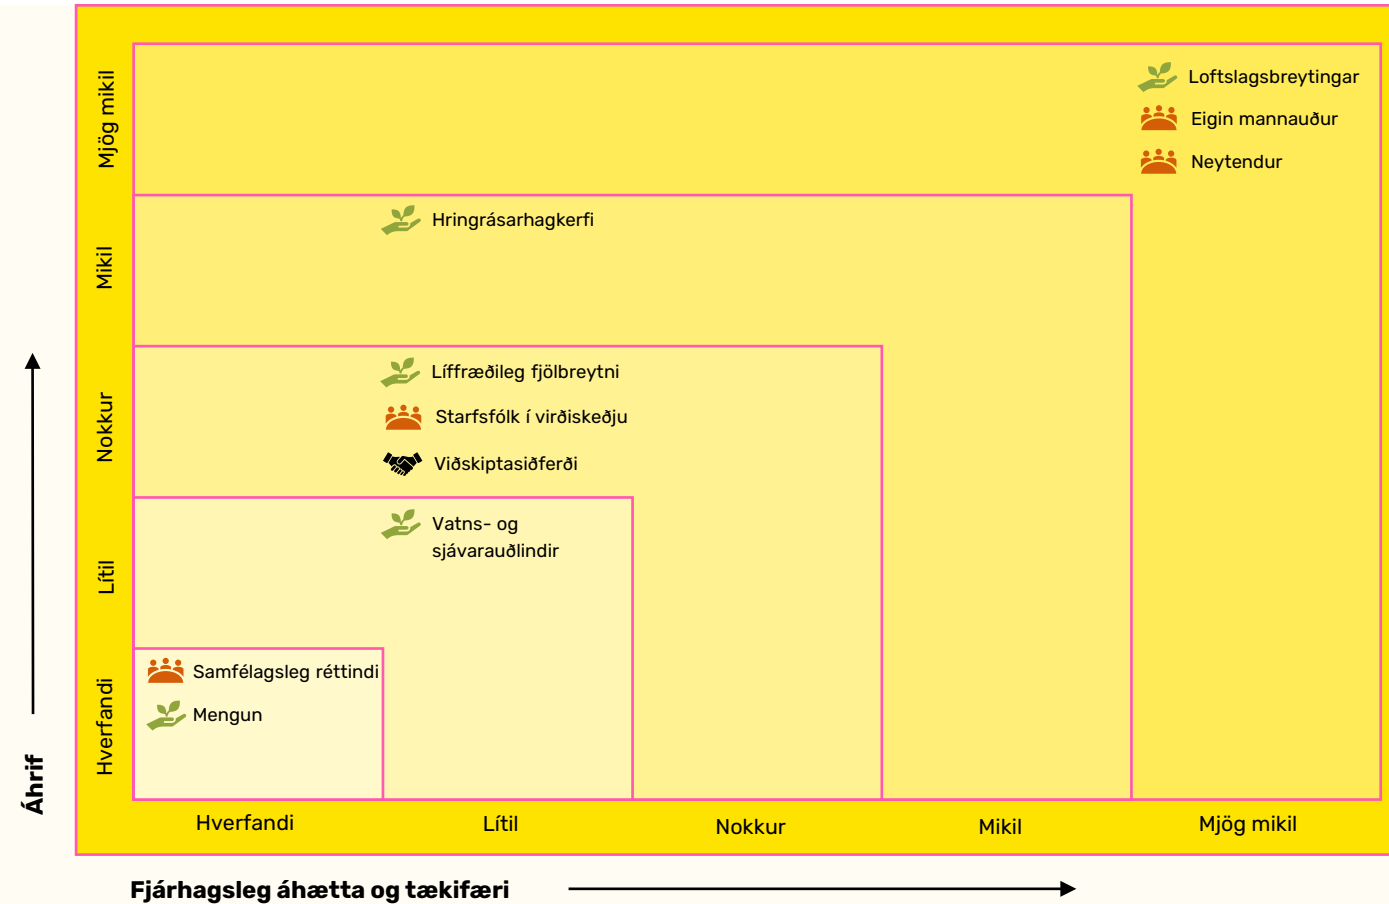 Mjög mikil
Loftslagsbreytingar
Eigin mannauður
Neytendur
Mikil
Hringrásarhagkerfi
Nokkur
Líffræðileg fjölbreytni
Starfsfólk í virðiskeðju
Viðskiptasiðferði
Lítil
Vatns- og
sjávarauðlindir
Hverfandi
Samfélagsleg réttindi
Mengun
Áhrif
Hverfandi
Lítil
Nokkur
Mikil
Mjög mikil
Fjárhagsleg áhætta og tækifæri